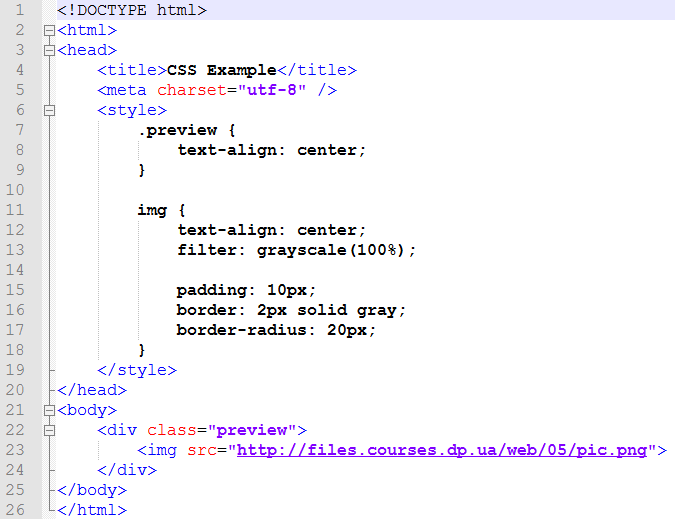 1 <!DOCTYPE html>
2 <html>
3 <head>
4 <title>CSS Example</title>
5 <meta charset="utf-8" />
6 <style>
7 .preview {
8 text-align: center;
9 }
10
11 img {
12 text-align: center;
13 filter: grayscale(100%);
14
15 padding: 10px;
16 border: 2px solid gray;
17 border-radius: 20px;
18 }
19 </style>
20 </head>
21 <body>
22 <div class="preview">
23 <img src="http://files.courses.dp.ua/web/05/pic.png">
24 </div>
25 </body>
26 </html>